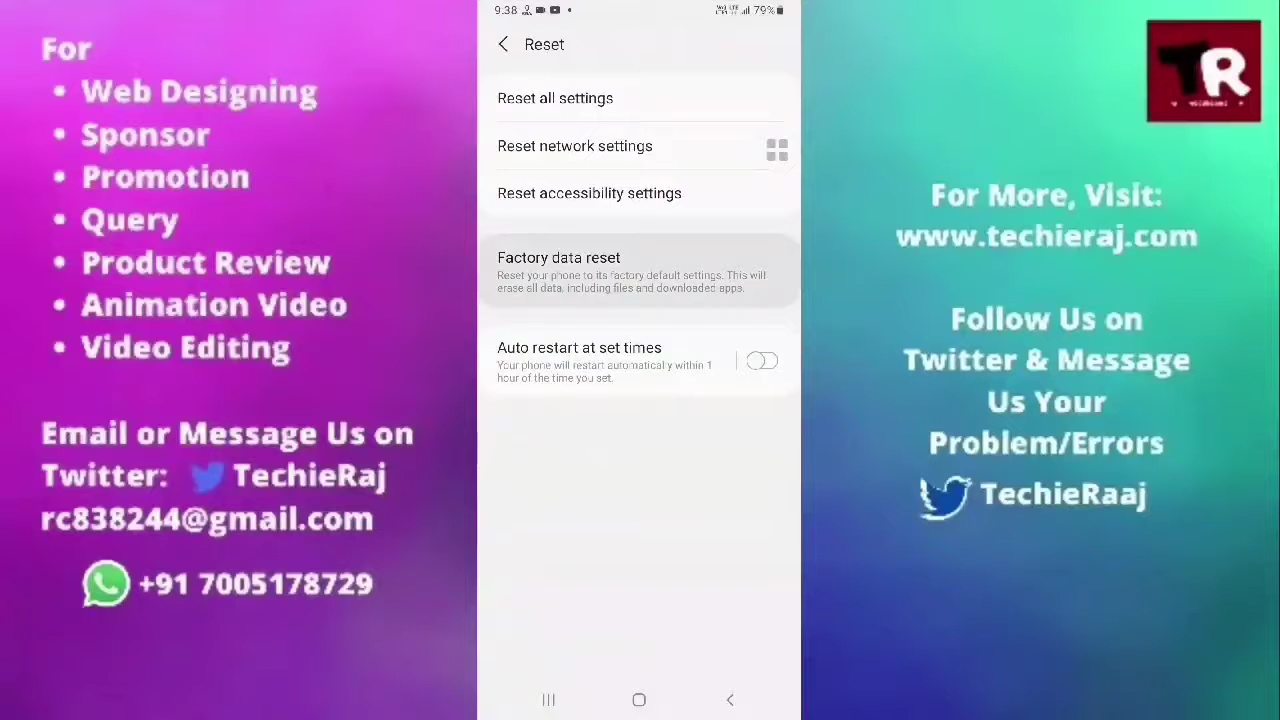 For
• Web Designing
• Sponsor
• Promotion
• Query
• Product Review
• Animation Video
• Video Editing
Email or Message Us on
Twitter: TechieRaj
rc838244@gmail.com
+91 7005178729
9:38
79%
Reset
Reset all settings
Reset network settings
Reset accessibility settings
Factory data reset
Reset your phone to its factory default settings. This will
erase all data, including files and downloaded apps.
Auto restart at set times
Your phone will restart automatically within 1
hour of the time you set.
TR
For More, Visit:
www.techieraj.com
Follow Us on
Twitter & Message
Us Your
Problem/Errors
TechieRaaj